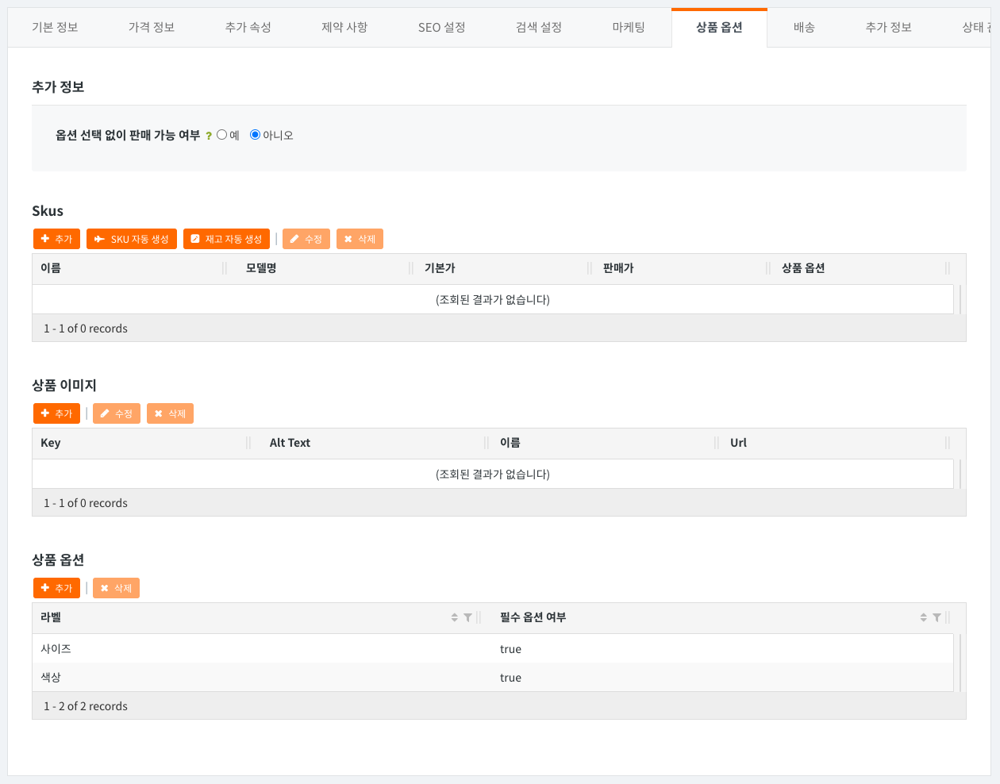 기본 정보 가격 정보 추가 속성 제약 사항 SEO 설정 검색 설정 마케팅 상품 옵션 배송 추가 정보 상태
추가 정보
옵션 선택 없이 판매 가능 여부 ? 예 아니오
Skus
추가 SKU 자동 생성 재고 자동 생성 | 수정 삭제
이름 모델명 기본가 판매가 상품 옵션
(조회된 결과가 없습니다)
1 - 1 of 0 records
상품 이미지
추가 | 수정 삭제
Key Alt Text 이름 Url
(조회된 결과가 없습니다)
1 - 1 of 0 records
상품 옵션
추가 | 삭제
라벨 필수 옵션 여부
사이즈 true
색상 true
1 - 2 of 2 records